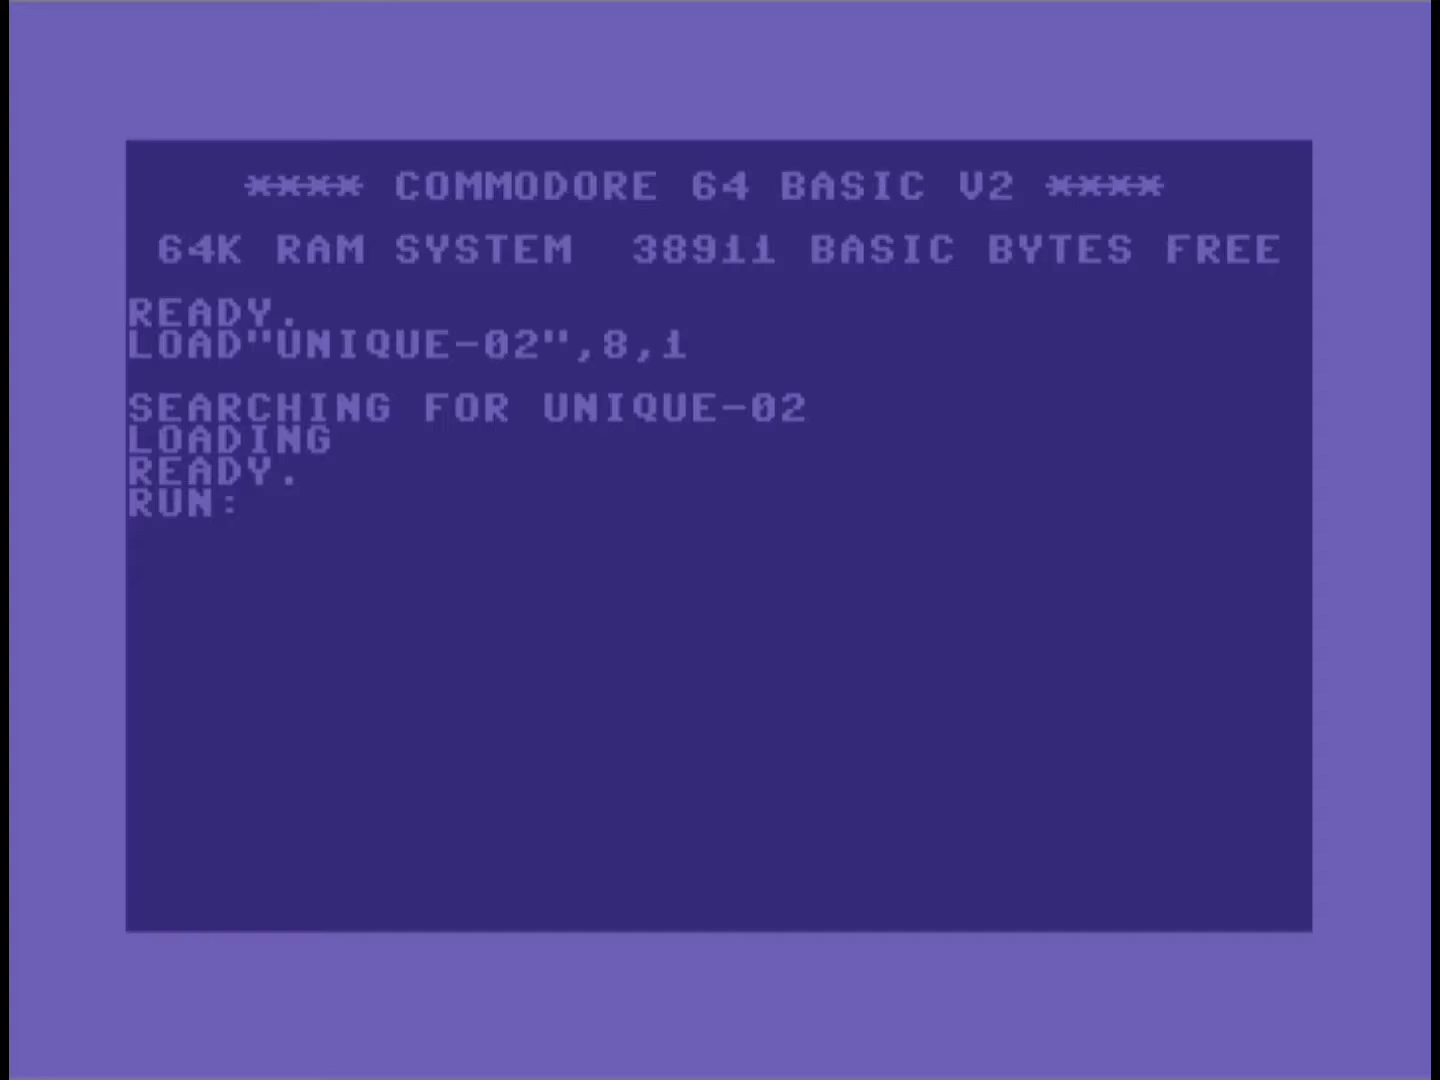 **** COMMODORE 64 BASIC V2 ****
64K RAM SYSTEM  38911 BASIC BYTES FREE
READY.
LOAD"UNIQUE-02",8,1
SEARCHING FOR UNIQUE-02
LOADING
READY.
RUN: